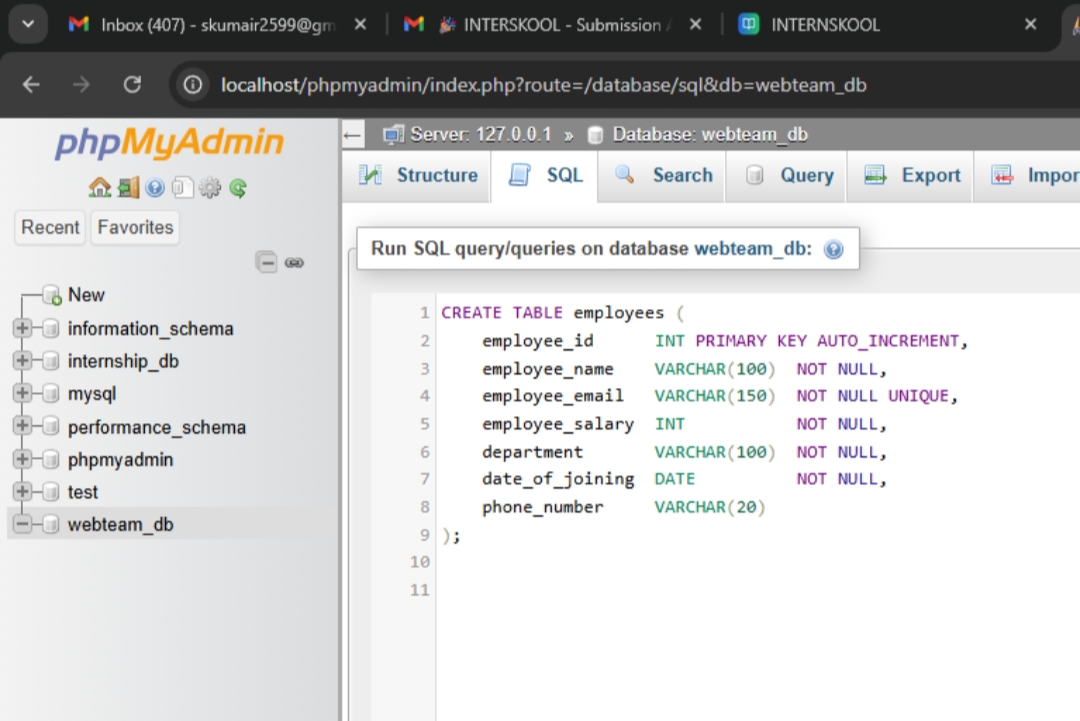 Inbox (407) - skumair2599@gm
INTERSKOOL - Submission
INTERNSKOOL
localhost/phpmyadmin/index.php?route=/database/sql&db=webteam_db
phpMyAdmin
Server: 127.0.0.1 » Database: webteam_db
Structure SQL Search Query Export Impor
Recent Favorites
Run SQL query/queries on database webteam_db:
New
information_schema
internship_db
mysql
performance_schema
phpmyadmin
test
webteam_db
1 CREATE TABLE employees (
2 employee_id INT PRIMARY KEY AUTO_INCREMENT,
3 employee_name VARCHAR(100) NOT NULL,
4 employee_email VARCHAR(150) NOT NULL UNIQUE,
5 employee_salary INT NOT NULL,
6 department VARCHAR(100) NOT NULL,
7 date_of_joining DATE NOT NULL,
8 phone_number VARCHAR(20)
9 );
10
11